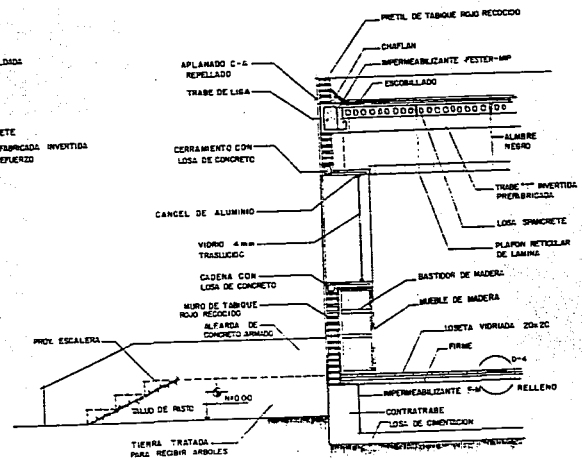 PRETIL DE TABIQUE ROJO RECOCIDO
CHAFLAN
IMPERMEABILIZANTE FESTER-MIP
ESCOBILLADO
APLANADO C-A
REPELLADO
TRABE DE LIGA
CERRAMIENTO CON
LOSA DE CONCRETO
ALMBRE
NEGRO
TRABE "T" INVERTIDA
PREFABRICADA
LOSA SPANCRETE
PLAFON RETICULAR
DE LAMINA
CANCEL DE ALUMINIO
VIDRIO 4mm
TRASLUCIDO
CADENA CON
LOSA DE CONCRETO
BASTIDOR DE MADERA
MUEBLE DE MADERA
MURO DE TABIQUE
ROJO RECOCIDO
ALFARDA DE
CONCRETO ARMADO
PROY. ESCALERA
LOSETA VIDRIADA 20x20
FIRME
D-4
RELLENO
IMPERMEABILIZANTE
CONTRATRABE
LOSA DE CIMENTACION
N±0.00
TALUD DE PASTO
TIERRA TRATADA
PARA RECIBIR ARBOLES
LDADA
ETE
FABRICADA INVERTIDA
EFUERZO